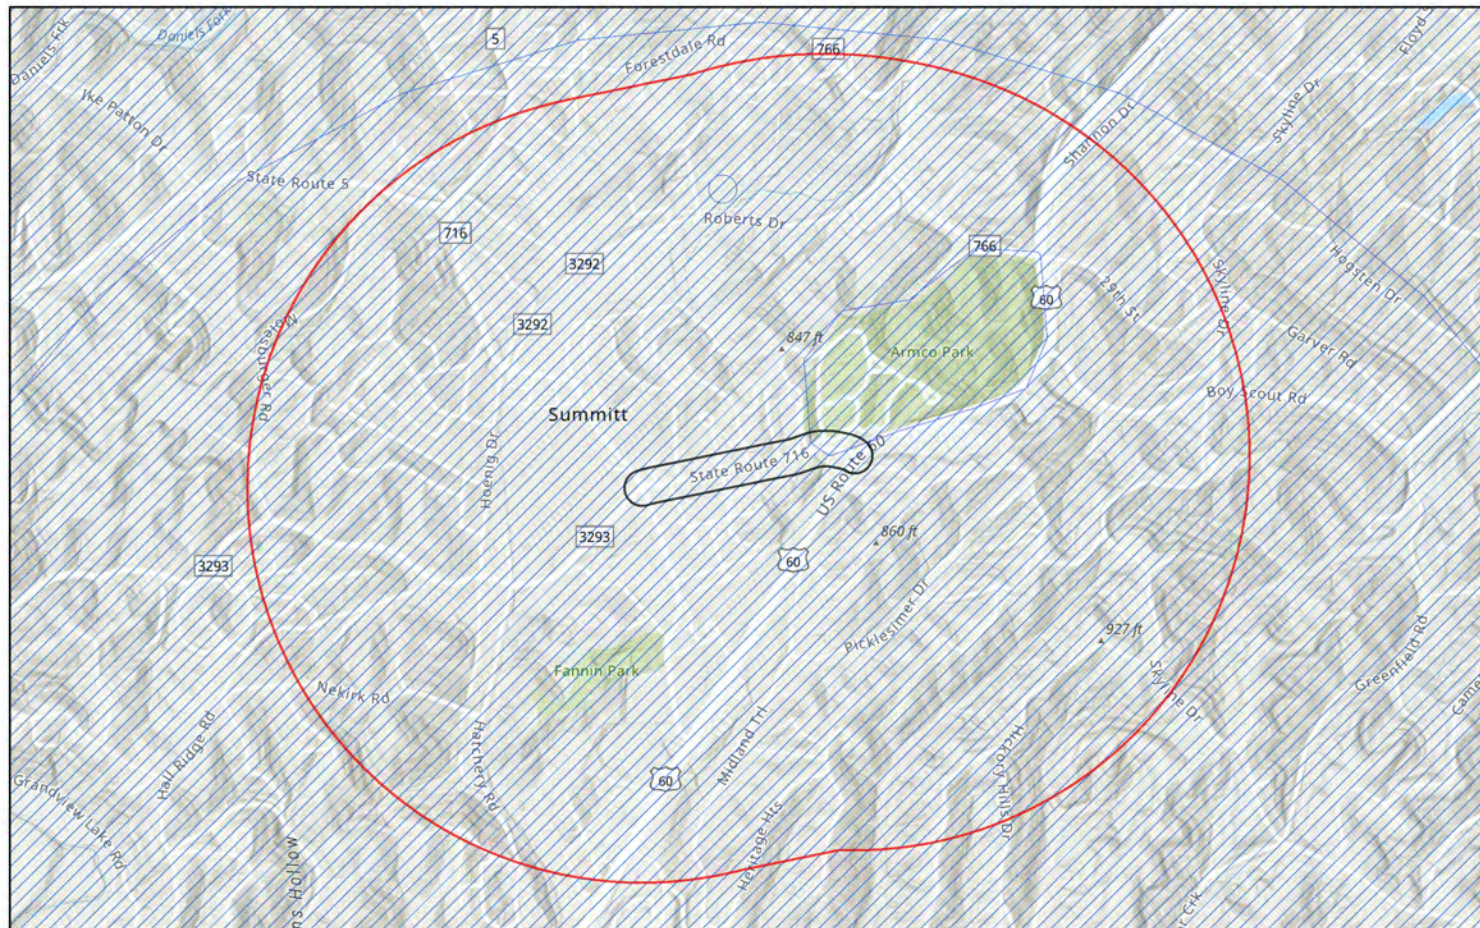 Daniels Fork
Floyd S
5
Forestdale Rd
766
Daniels Frk
Ike Patton Dr
Skyline Dr
Shannon Dr
State Route 5
Roberts Dr
716
766
3292
Hogsten Dr
29th St
60
Skyline Dr
3292
847 ft
Garver Rd
Armco Park
Boy Scout Rd
Summitt
State Route 716
US Route 60
Hoenig Dr
3293
860 ft
60
3293
Picklesimer Dr
927 ft
Greenfield Rd
Fannin Park
Skyline Dr
Nekirk Rd
Hall Ridge Rd
Hatchery Rd
Midland Trl
Hickory Hills Dr
60
Grandview Lake Rd
Heritage Hts
ns Hollow
r Crk